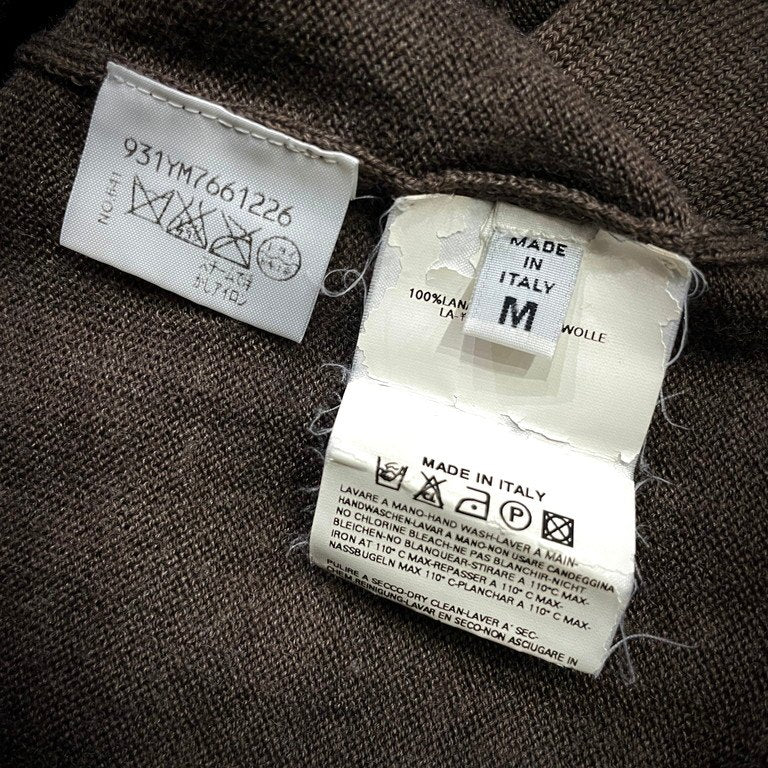 931YM7661226
NO.641
MADE
IN
ITALY
M
100%LANA
WOLLE
MADE IN ITALY
P
LAVARE A MANO-HAND WASH-LAVER A MAIN-
HANDWASCHEN-LAVAR A MANO-NON USARE CANDEGGINA
NO CHLORINE BLEACH-NE PAS BLANCHIR-NICHT
BLEICHEN-NO BLANQUEAR-STIRARE A 110°C MAX-
IRON AT 110°C MAX-REPASSER A 110°C MAX-
NASSBUGELN MAX 110°C-PLANCHAR A 110°C MAX-
PULIRE A SECCO-DRY CLEAN-LAVER A' SEC-
CHEM REINIGUNG-LAVAR EN SECO-NON ASCIUGARE IN